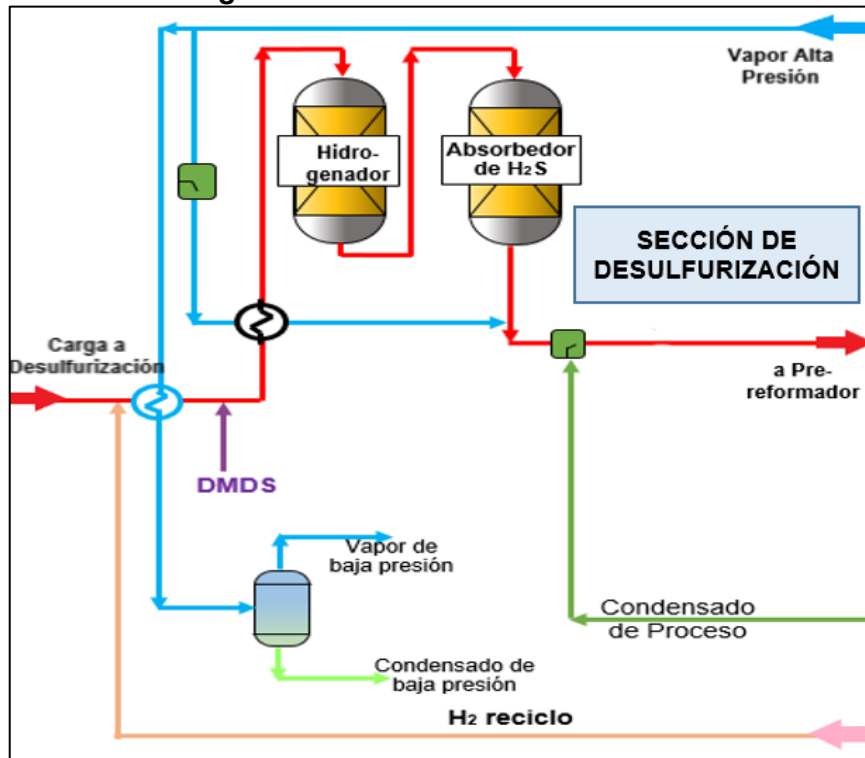 Vapor Alta
Presión
Hidro-
genador
Absorbedor
de H2S
SECCIÓN DE
DESULFURIZACIÓN
Carga a
Desulfurización
a Pre-
reformador
DMDS
Vapor de
baja presión
Condensado
de Proceso
Condensado de
baja presión
H2 reciclo